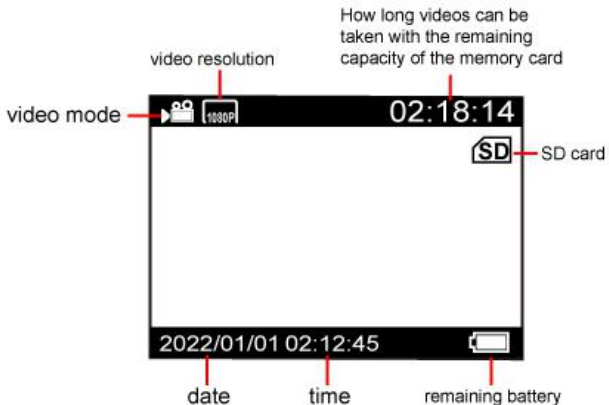 How long videos can be
taken with the remaining
capacity of the memory card
video resolution
video mode
1080P
02:18:14
SD
SD card
2022/01/01 02:12:45
date
time
remaining battery